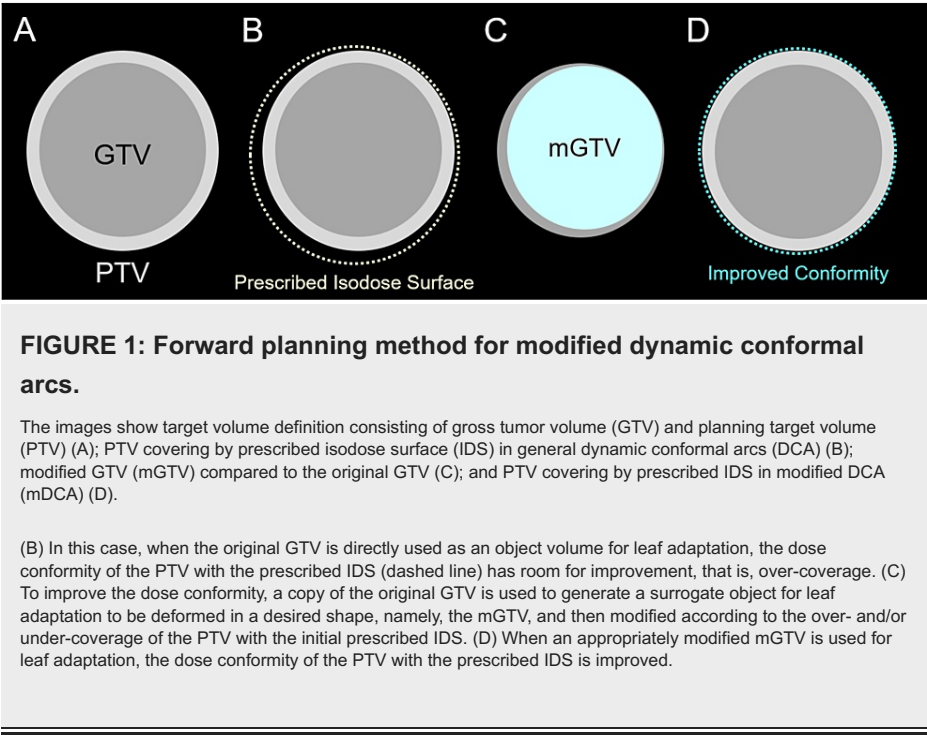 A
B
C
D
GTV
mGTV
PTV
Prescribed Isodose Surface
Improved Conformity
FIGURE 1: Forward planning method for modified dynamic conformal
arcs.
The images show target volume definition consisting of gross tumor volume (GTV) and planning target volume
(PTV) (A); PTV covering by prescribed isodose surface (IDS) in general dynamic conformal arcs (DCA) (B);
modified GTV (mGTV) compared to the original GTV (C); and PTV covering by prescribed IDS in modified DCA
(mDCA) (D).
(B) In this case, when the original GTV is directly used as an object volume for leaf adaptation, the dose
conformity of the PTV with the prescribed IDS (dashed line) has room for improvement, that is, over-coverage. (C)
To improve the dose conformity, a copy of the original GTV is used to generate a surrogate object for leaf
adaptation to be deformed in a desired shape, namely, the mGTV, and then modified according to the over- and/or
under-coverage of the PTV with the initial prescribed IDS. (D) When an appropriately modified mGTV is used for
leaf adaptation, the dose conformity of the PTV with the prescribed IDS is improved.